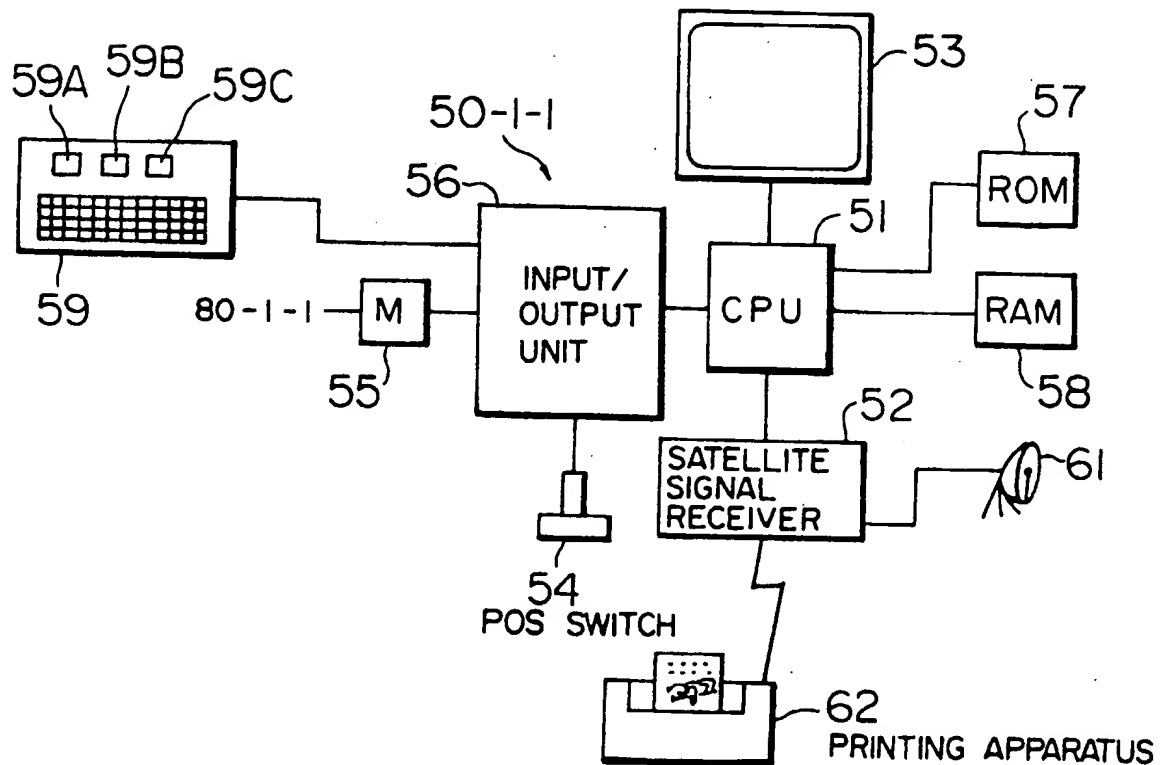 59A
59B
59C
50-1-1
53
57
56
51
ROM
INPUT/
OUTPUT
UNIT
CPU
59
80-1-1
M
RAM
55
58
52
SATELLITE
SIGNAL
RECEIVER
61
54
POS SWITCH
62
PRINTING APPARATUS